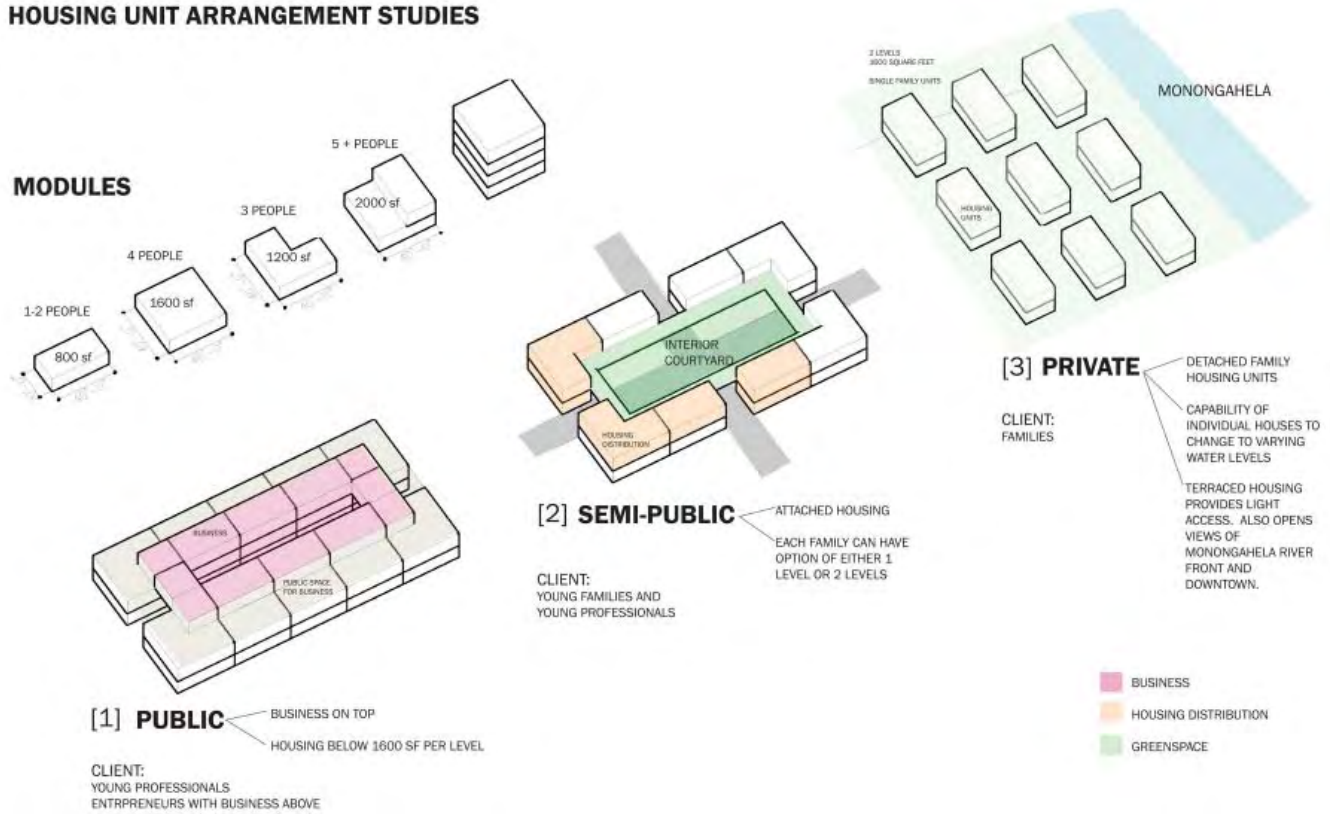 HOUSING UNIT ARRANGEMENT STUDIES
MODULES
1-2 PEOPLE
800 sf
4 PEOPLE
1600 sf
3 PEOPLE
1200 sf
5 + PEOPLE
2000 sf
BUSINESS
PUBLIC SPACE
FOR BUSINESS
[1] PUBLIC
BUSINESS ON TOP
HOUSING BELOW 1600 SF PER LEVEL
CLIENT:
YOUNG PROFESSIONALS
ENTRPRENEURS WITH BUSINESS ABOVE
INTERIOR
COURTYARD
HOUSING
DISTRIBUTION
[2] SEMI-PUBLIC
ATTACHED HOUSING
EACH FAMILY CAN HAVE
OPTION OF EITHER 1
LEVEL OR 2 LEVELS
CLIENT:
YOUNG FAMILIES AND
YOUNG PROFESSIONALS
2 LEVELS
1600 SQUARE FEET
SINGLE FAMILY UNITS
MONONGAHELA
HOUSING
UNITS
[3] PRIVATE
DETACHED FAMILY
HOUSING UNITS
CAPABILITY OF
INDIVIDUAL HOUSES TO
CHANGE TO VARYING
WATER LEVELS
TERRACED HOUSING
PROVIDES LIGHT
ACCESS. ALSO OPENS
VIEWS OF
MONONGAHELA RIVER
FRONT AND
DOWNTOWN.
CLIENT:
FAMILIES
BUSINESS
HOUSING DISTRIBUTION
GREENSPACE